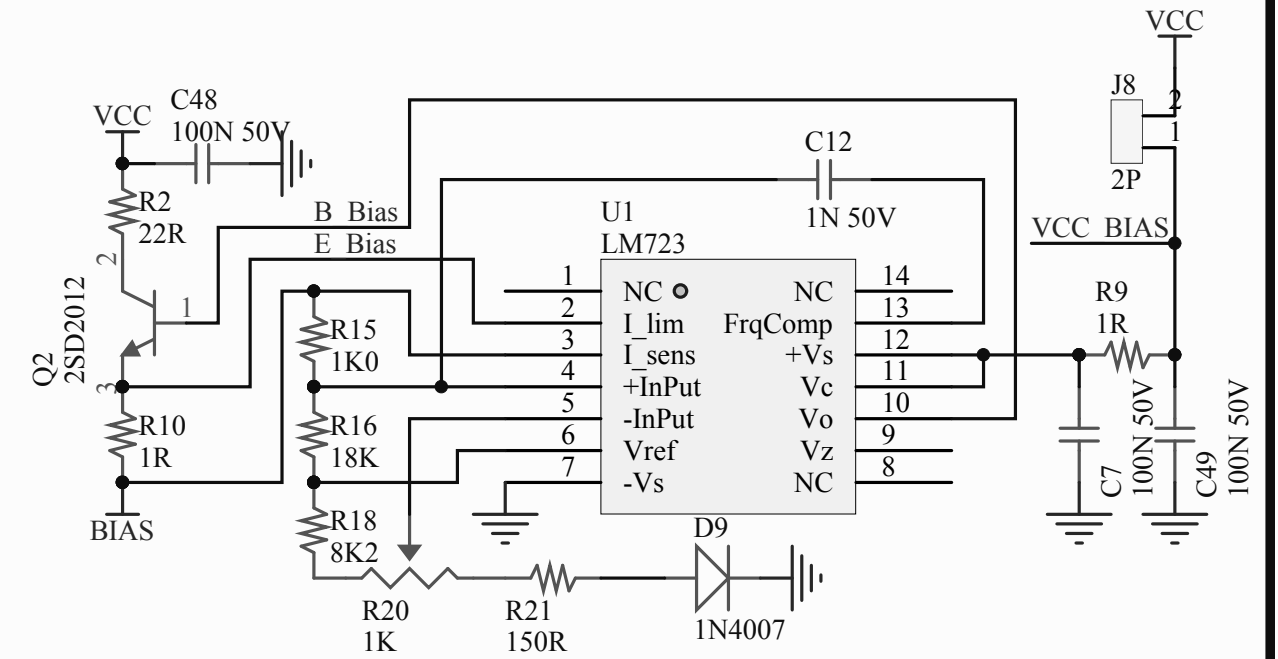 VCC
J8
2
1
2P
VCC BIAS
VCC
C48
100N 50V
R2
22R
B Bias
E Bias
2
1
Q2
2SD2012
3
R10
1R
BIAS
C12
1N 50V
U1
LM723
1 NC NC 14
2 I_lim FrqComp 13
3 I_sens +Vs 12
4 +InPut Vc 11
5 -InPut Vo 10
6 Vref Vz 9
7 -Vs NC 8
R15
1K0
R16
18K
R18
8K2
R20
1K
R21
150R
D9
1N4007
R9
1R
C7
100N 50V
C49
100N 50V